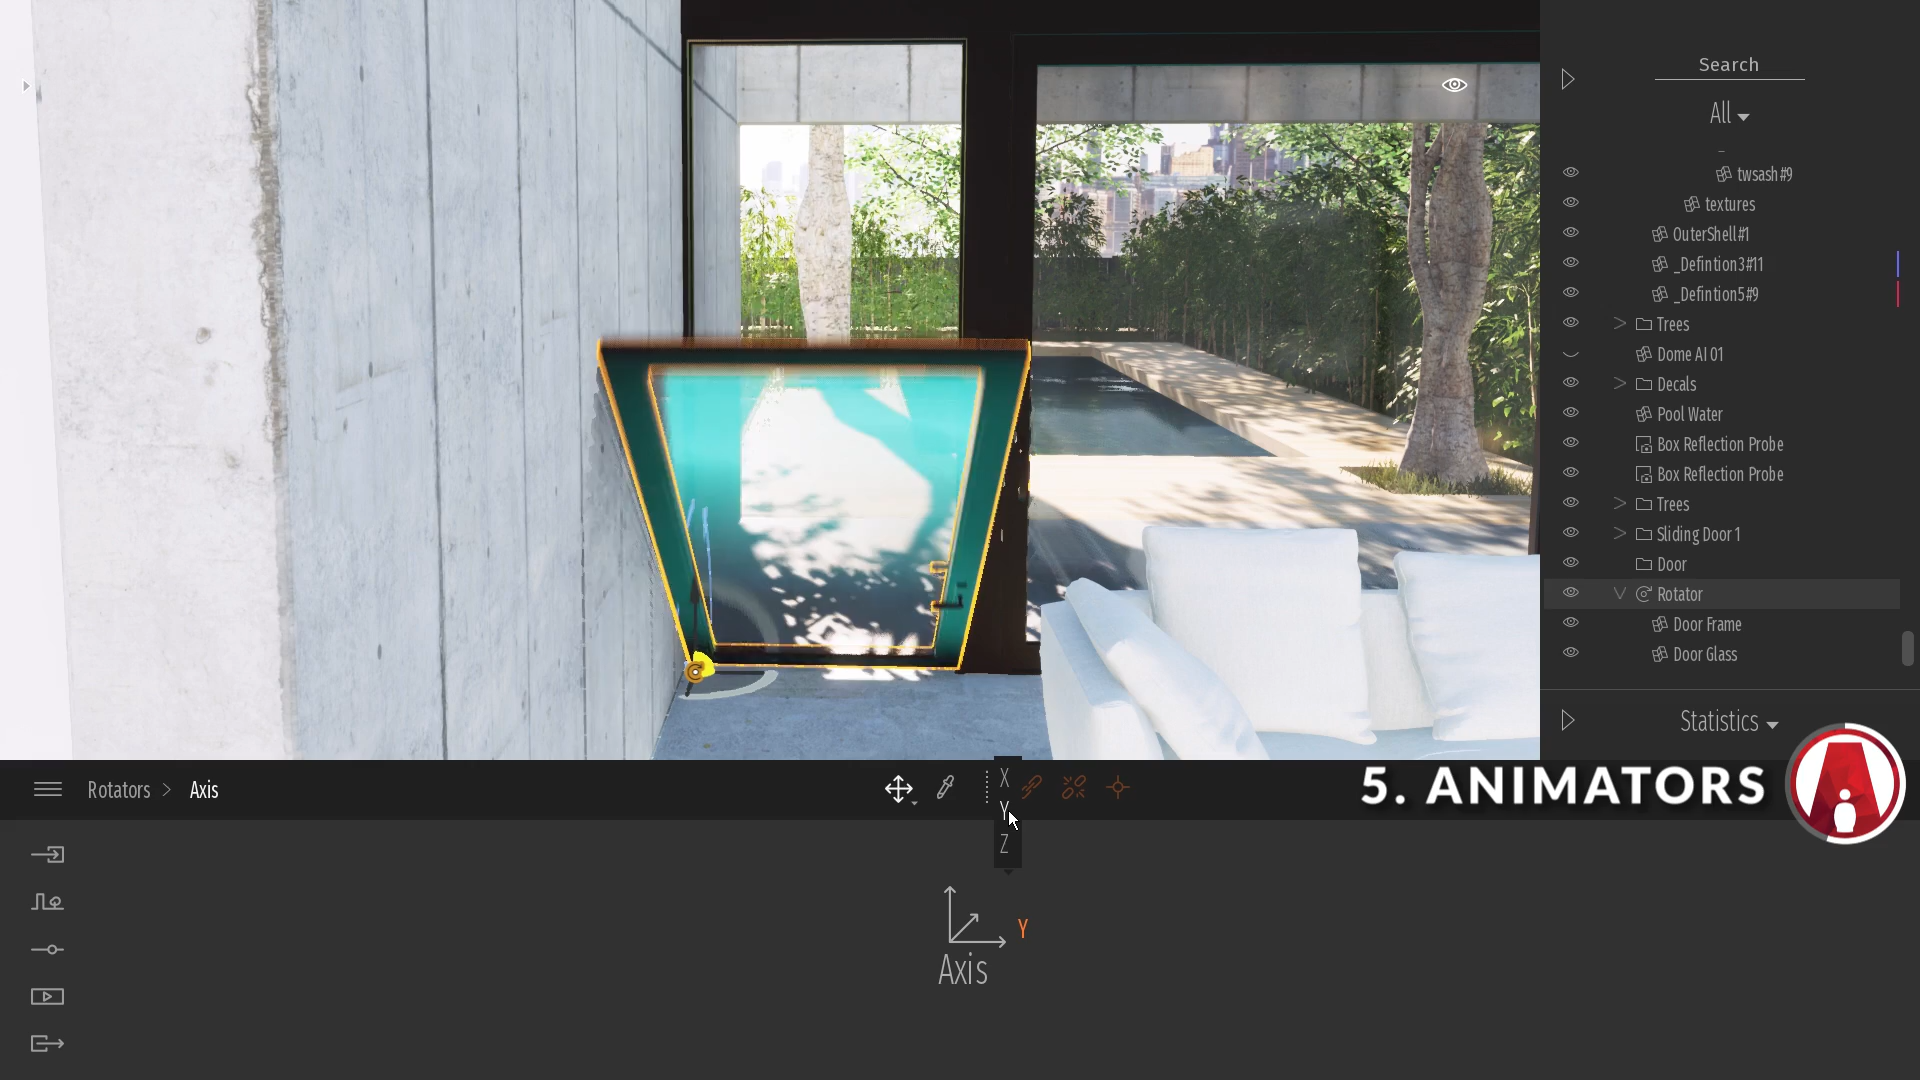 Search
All
twsash#9
textures
OuterShell#1
_Defintion3#11
_Defintion5#9
Trees
Dome AI 01
Decals
Pool Water
Box Reflection Probe
Box Reflection Probe
Trees
Sliding Door 1
Door
Rotator
Door Frame
Door Glass
Statistics
Rotators > Axis
X
Y
Z
5. ANIMATORS
Y
Axis